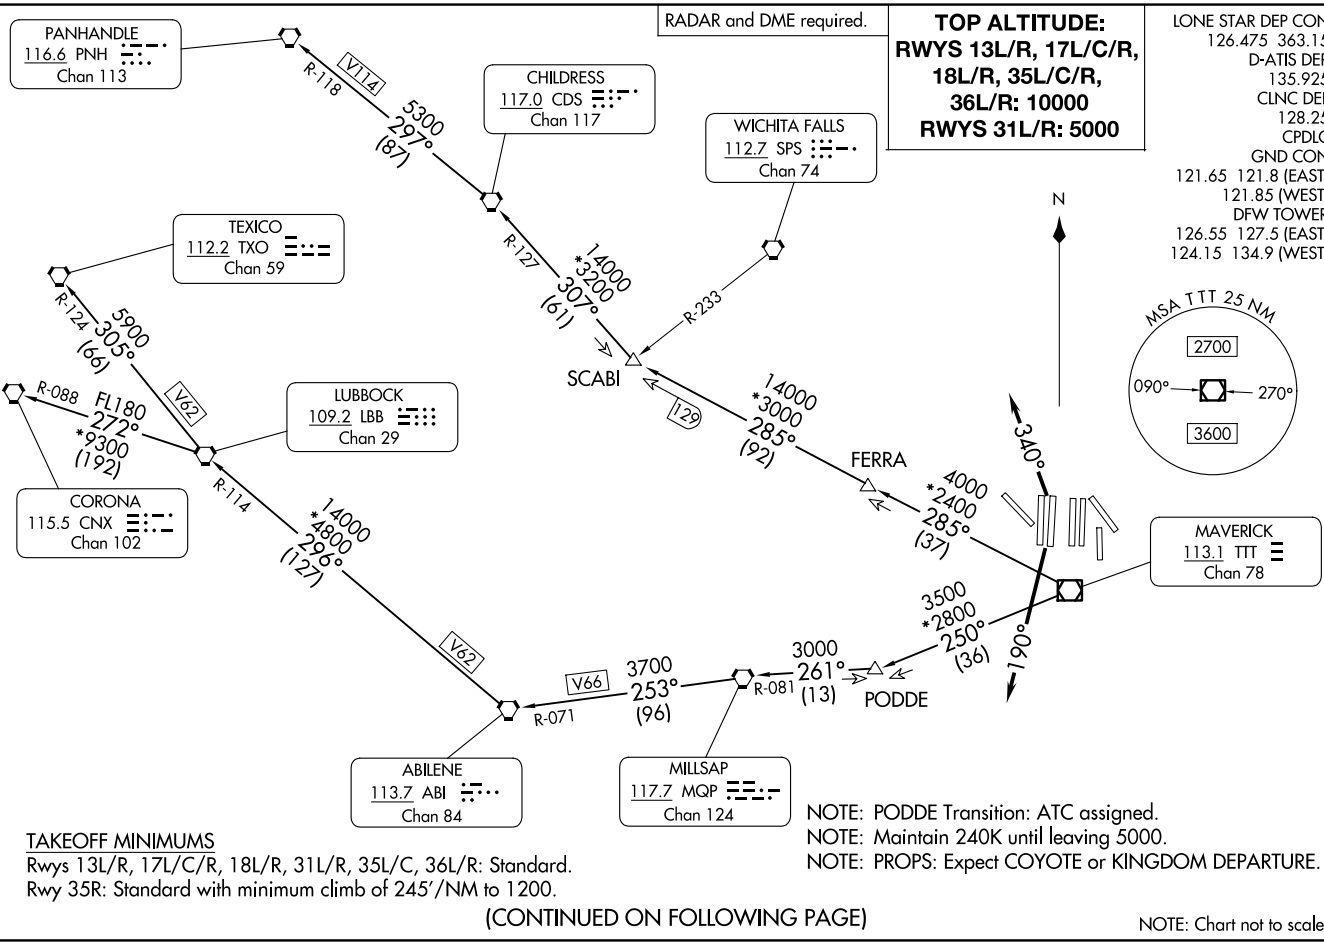 RADAR and DME required.
TOP ALTITUDE:
RWYS 13L/R, 17L/C/R,
18L/R, 35L/C/R,
36L/R: 10000
RWYS 31L/R: 5000
LONE STAR DEP CON
126.475 363.15
D-ATIS DEP
135.925
CLNC DEL
128.25
CPDLC
GND CON
121.65 121.8 (EAST
121.85 (WEST
DFW TOWER
126.55 127.5 (EAST
124.15 134.9 (WEST
PANHANDLE
116.6 PNH
Chan 113
R-118
V114
5300
297°
(87)
CHILDRESS
117.0 CDS
Chan 117
WICHITA FALLS
112.7 SPS
Chan 74
N
TEXICO
112.2 TXO
Chan 59
R-127
14000
*3200
307°
(61)
R-233
SCABI
129
MSA TTT 25 NM
2700
090°
270°
3600
R-124
5900
305°
(66)
V62
R-088
FL180
272°
*9300
(192)
LUBBOCK
109.2 LBB
Chan 29
14000
*3000
285°
(92)
FERRA
340°
4000
*2400
285°
(37)
CORONA
115.5 CNX
Chan 102
R-114
14000
*4800
296°
(127)
V62
MAVERICK
113.1 TTT
Chan 78
3500
*2800
250°
(36)
190°
3000
261°
(13)
R-081
PODDE
V66
3700
253°
(96)
R-071
ABILENE
113.7 ABI
Chan 84
MILLSAP
117.7 MQP
Chan 124
NOTE: PODDE Transition: ATC assigned.
NOTE: Maintain 240K until leaving 5000.
NOTE: PROPS: Expect COYOTE or KINGDOM DEPARTURE.
TAKEOFF MINIMUMS
Rwys 13L/R, 17L/C/R, 18L/R, 31L/R, 35L/C, 36L/R: Standard.
Rwy 35R: Standard with minimum climb of 245'/NM to 1200.
(CONTINUED ON FOLLOWING PAGE)
NOTE: Chart not to scale